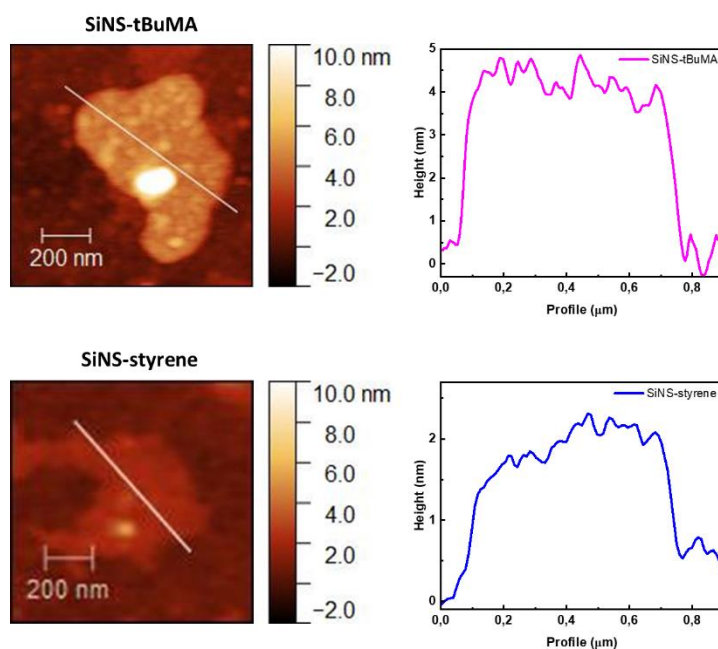 SiNS-tBuMA
200 nm
10.0 nm
8.0
6.0
4.0
2.0
−2.0
SiNS-tBuMA
Height (nm)
5
4
3
2
1
0
0,0 0,2 0,4 0,6 0,8
Profile (μm)
SiNS-styrene
200 nm
10.0 nm
8.0
6.0
4.0
2.0
−2.0
SiNS-styrene
Height (nm)
2
1
0
0,0 0,2 0,4 0,6 0,8
Profile (μm)